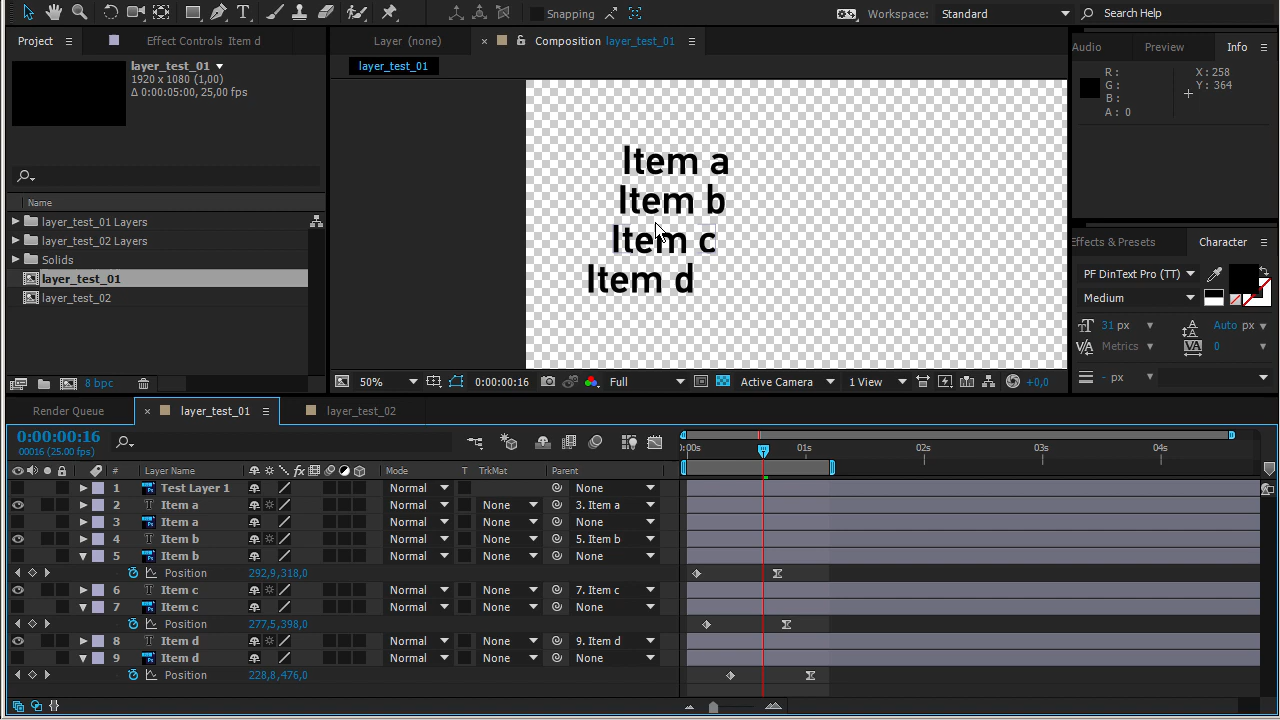 Snapping
Workspace: Standard
Search Help
Project
Effect Controls Item d
Layer (none)
Composition layer_test_01
Audio
Preview
Info
layer_test_01
1920 x 1080 (1,00)
Δ 0:00:05:00, 25,00 fps
layer_test_01
R :
G :
B :
A : 0
X : 258
Y : 364
Item a
Item b
Item c
Item d
Name
layer_test_01 Layers
layer_test_02 Layers
Solids
layer_test_01
layer_test_02
Effects & Presets
Character
PF DinText Pro (TT)
Medium
31 px
Auto px
Metrics
0
- px
8 bpc
50%
0:00:00:16
Full
Active Camera
1 View
+0,0
Render Queue
layer_test_01
layer_test_02
0:00:00:16
00016 (25.00 fps)
:00s 01s 02s 03s 04s
# Layer Name Mode T TrkMat Parent
1 Test Layer 1 Normal None
2 Item a Normal None 3. Item a
3 Item a Normal None None
4 Item b Normal None 5. Item b
5 Item b Normal None None
Position 292,9,318,0
6 Item c Normal None 7. Item c
7 Item c Normal None None
Position 277,5,398,0
8 Item d Normal None 9. Item d
9 Item d Normal None None
Position 228,8,476,0